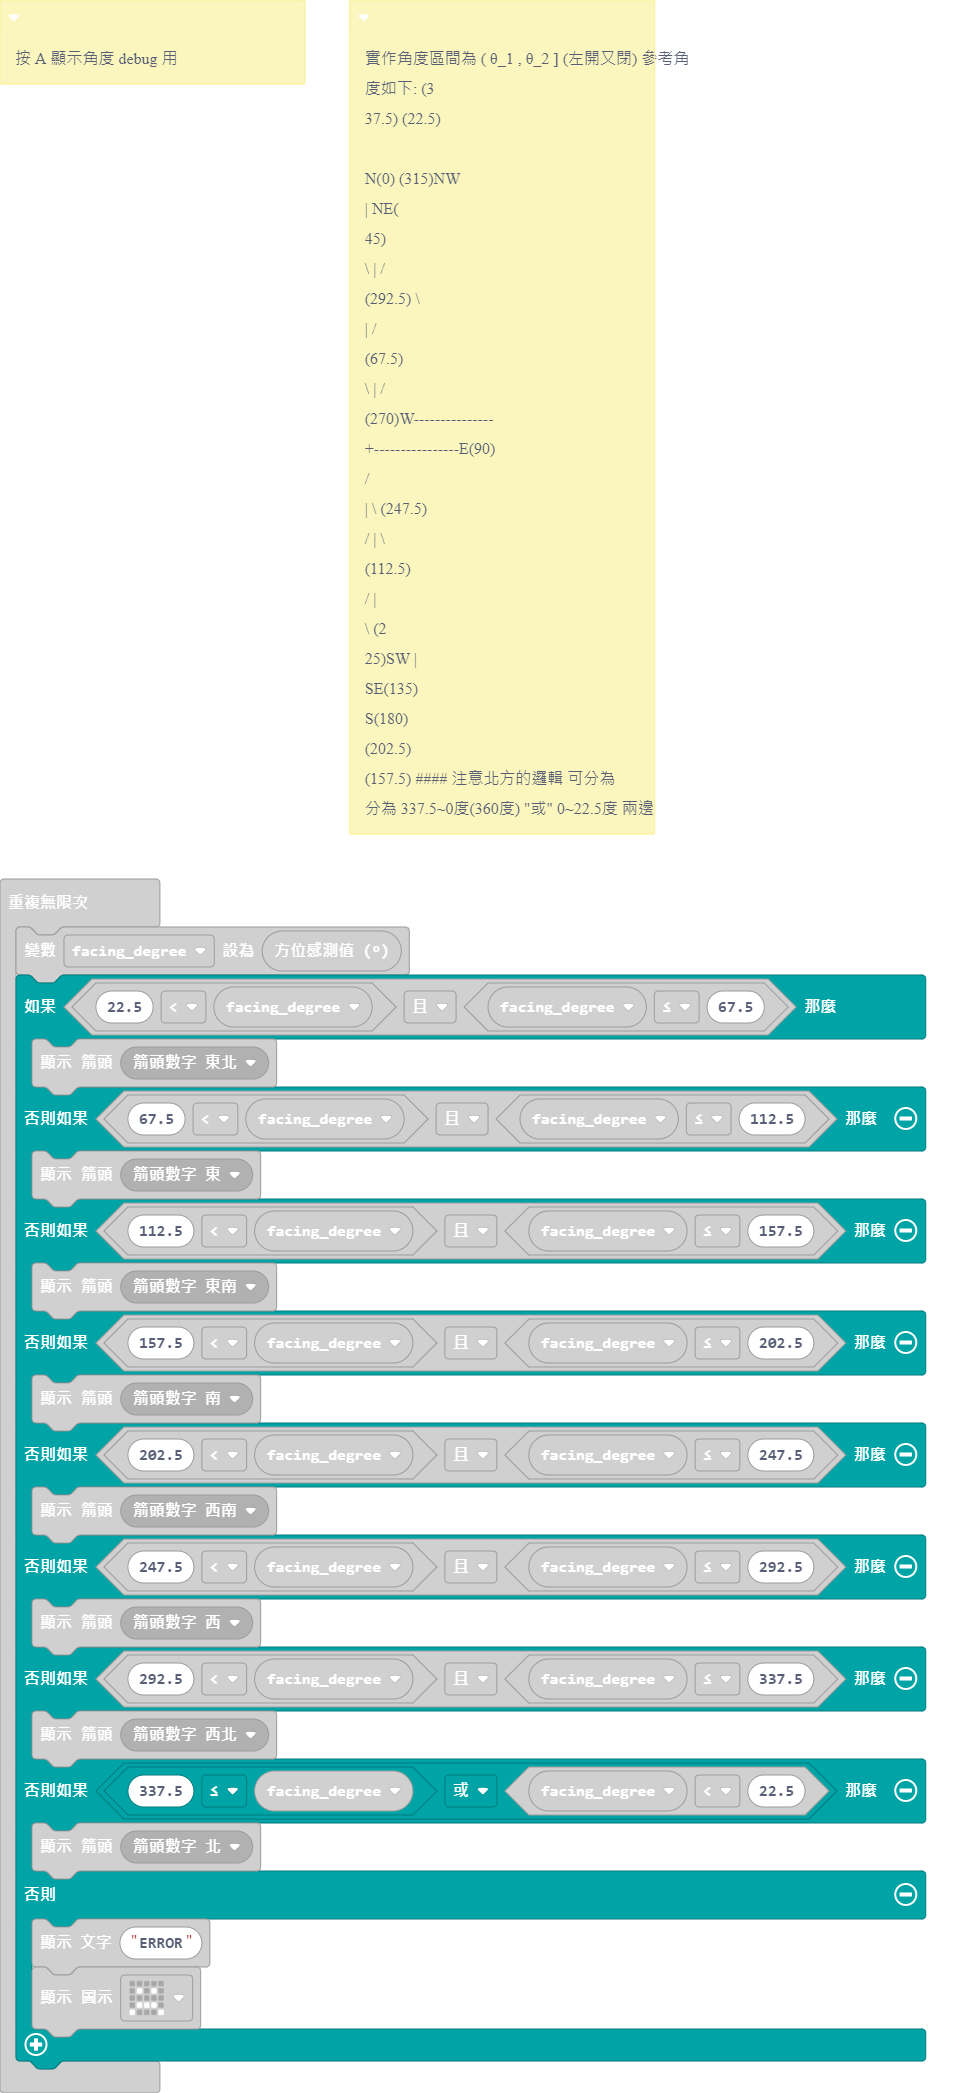 按 A 顯示角度 debug 用
實作角度區間為 ( θ_1 , θ_2 ] (左開又閉) 參考角
度如下: (3
37.5) (22.5)
N(0) (315)NW
| NE(
45)
\ | /
(292.5) \
| /
(67.5)
\ | /
(270)W---------------
+----------------E(90)
/
| \ (247.5)
/ | \
(112.5)
/ |
\ (2
25)SW |
SE(135)
S(180)
(202.5)
(157.5) #### 注意北方的邏輯 可分為
分為 337.5~0度(360度) "或" 0~22.5度 兩邊
重複無限次
變數 facing_degree 設為 方位感測值 (º)
如果 22.5 < facing_degree 且 facing_degree ≤ 67.5 那麼
顯示 箭頭 箭頭數字 東北
否則如果 67.5 < facing_degree 且 facing_degree ≤ 112.5 那麼
顯示 箭頭 箭頭數字 東
否則如果 112.5 < facing_degree 且 facing_degree ≤ 157.5 那麼
顯示 箭頭 箭頭數字 東南
否則如果 157.5 < facing_degree 且 facing_degree ≤ 202.5 那麼
顯示 箭頭 箭頭數字 南
否則如果 202.5 < facing_degree 且 facing_degree ≤ 247.5 那麼
顯示 箭頭 箭頭數字 西南
否則如果 247.5 < facing_degree 且 facing_degree ≤ 292.5 那麼
顯示 箭頭 箭頭數字 西
否則如果 292.5 < facing_degree 且 facing_degree ≤ 337.5 那麼
顯示 箭頭 箭頭數字 西北
否則如果 337.5 ≤ facing_degree 或 facing_degree < 22.5 那麼
顯示 箭頭 箭頭數字 北
否則
顯示 文字 "ERROR"
顯示 圖示